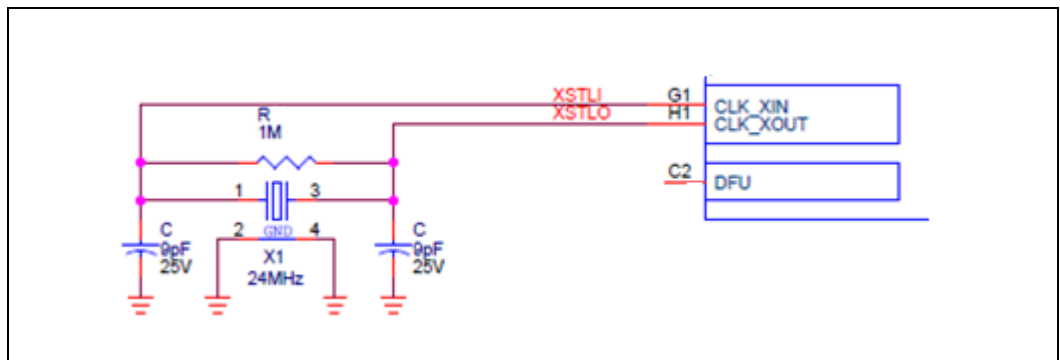 XSTLI G1 CLK_XIN
XSTLO H1 CLK_XOUT
R
1M
C2 DFU
1 3
2 GND 4
C
9pF
25V
X1
24MHz
C
9pF
25V